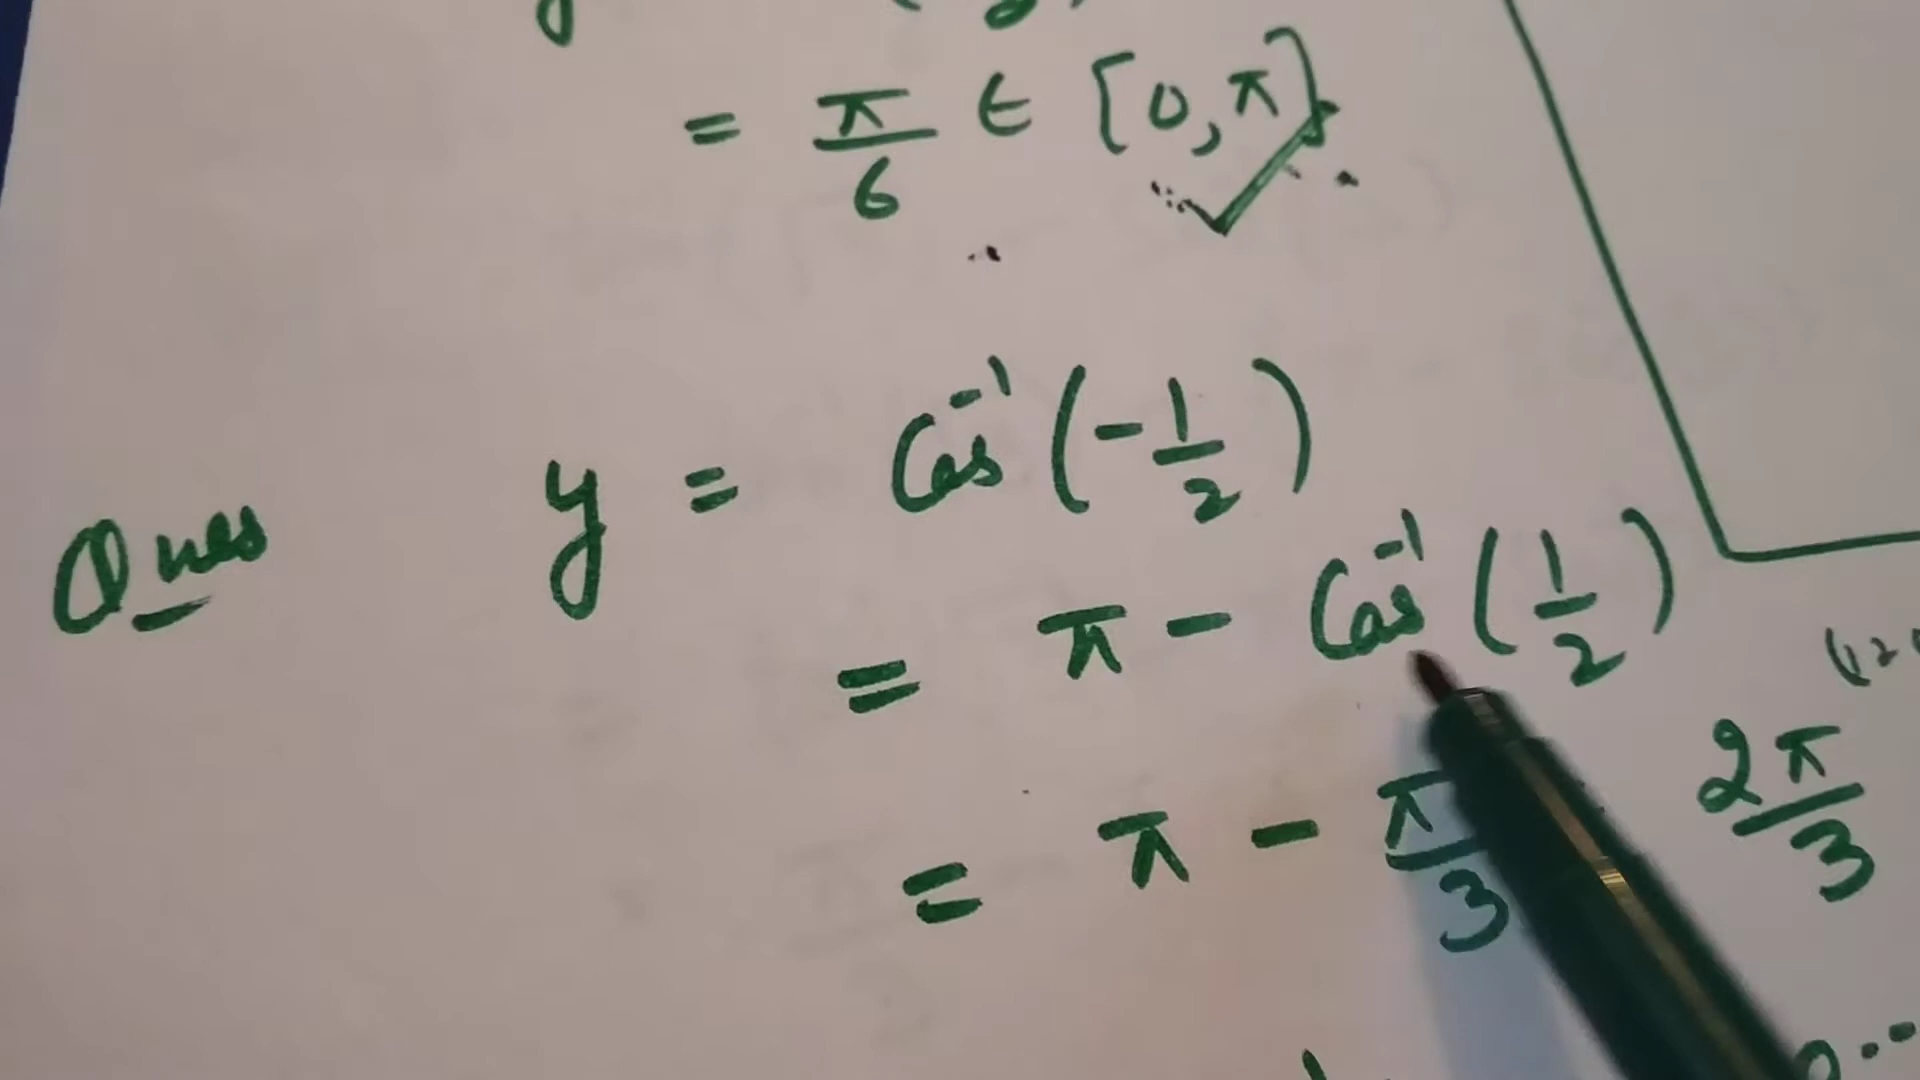 = π/6 ∈ [0, π]
Ques y = Cos⁻¹(-1/2)
= π - Cos⁻¹(1/2)
= π - π/3 2π/3